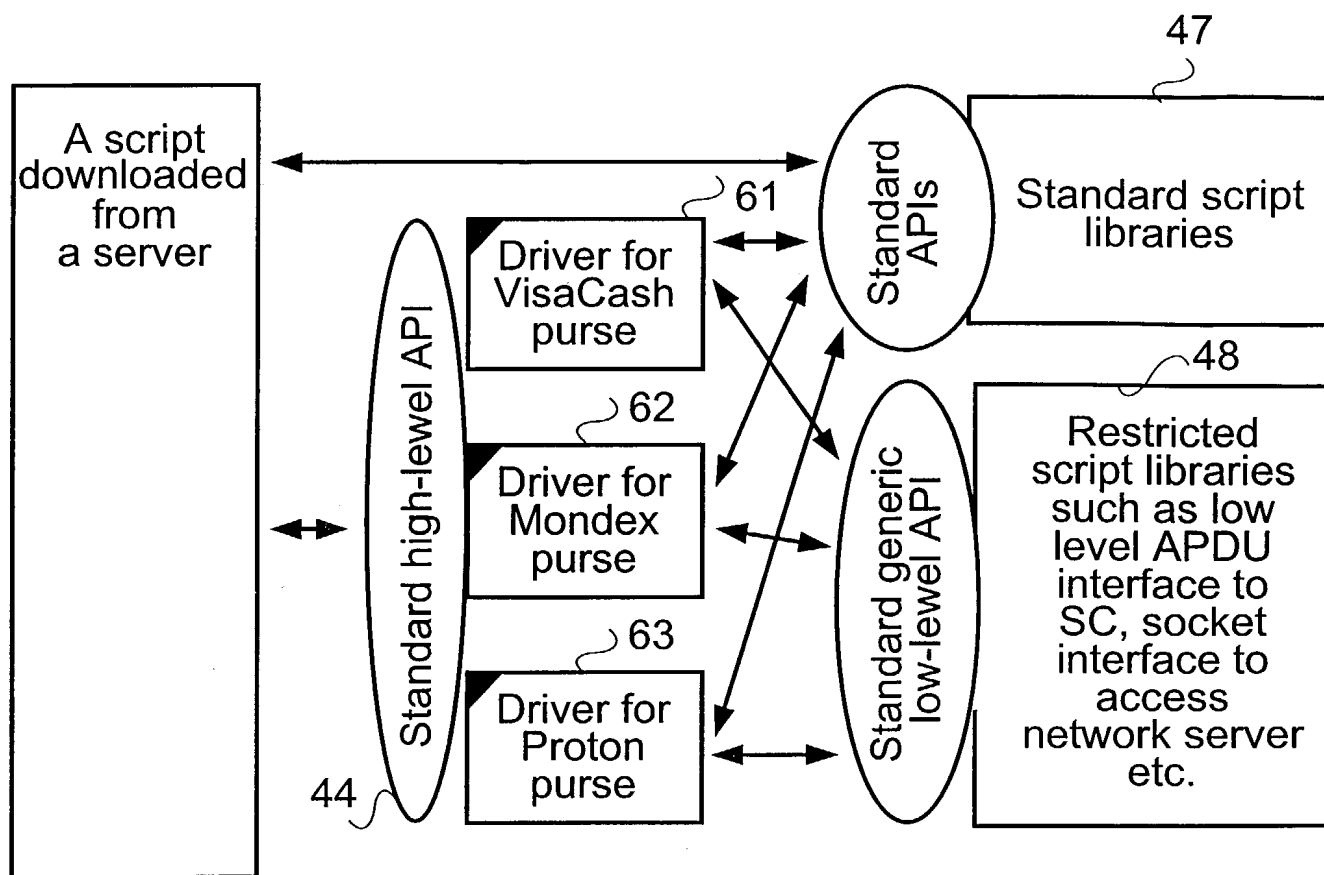 47
A script
downloaded
from
a server
Standard
APIs
Standard script
libraries
61
Driver for
VisaCash
purse
Standard high-lewel API
44
62
Driver for
Mondex
purse
63
Driver for
Proton
purse
Standard generic
low-level API
48
Restricted
script libraries
such as low
level APDU
interface to
SC, socket
interface to
access
network server
etc.